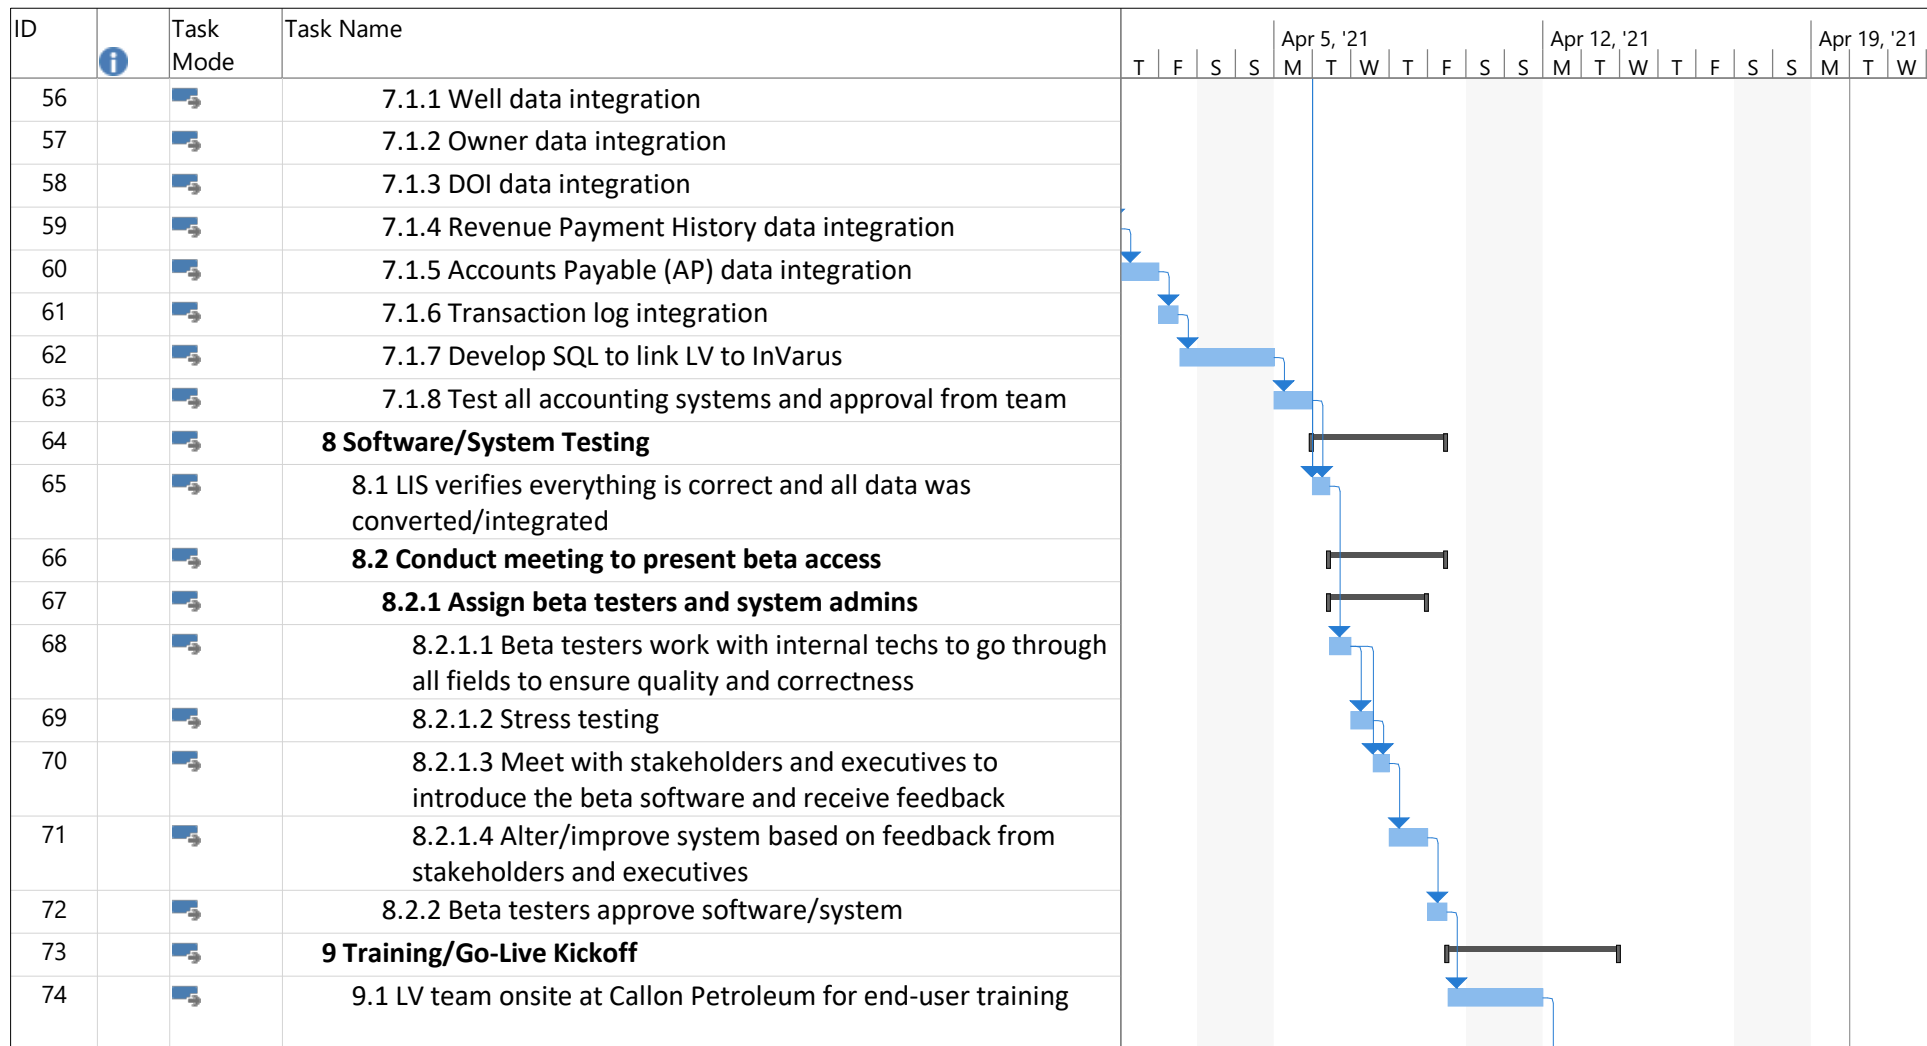 ID Task Mode Task Name
Apr 5, '21 Apr 12, '21 Apr 19, '21
T F S S M T W T F S S M T W T F S S M T W
56 7.1.1 Well data integration
57 7.1.2 Owner data integration
58 7.1.3 DOI data integration
59 7.1.4 Revenue Payment History data integration
60 7.1.5 Accounts Payable (AP) data integration
61 7.1.6 Transaction log integration
62 7.1.7 Develop SQL to link LV to InVarus
63 7.1.8 Test all accounting systems and approval from team
64 8 Software/System Testing
65 8.1 LIS verifies everything is correct and all data was
converted/integrated
66 8.2 Conduct meeting to present beta access
67 8.2.1 Assign beta testers and system admins
68 8.2.1.1 Beta testers work with internal techs to go through
all fields to ensure quality and correctness
69 8.2.1.2 Stress testing
70 8.2.1.3 Meet with stakeholders and executives to
introduce the beta software and receive feedback
71 8.2.1.4 Alter/improve system based on feedback from
stakeholders and executives
72 8.2.2 Beta testers approve software/system
73 9 Training/Go-Live Kickoff
74 9.1 LV team onsite at Callon Petroleum for end-user training